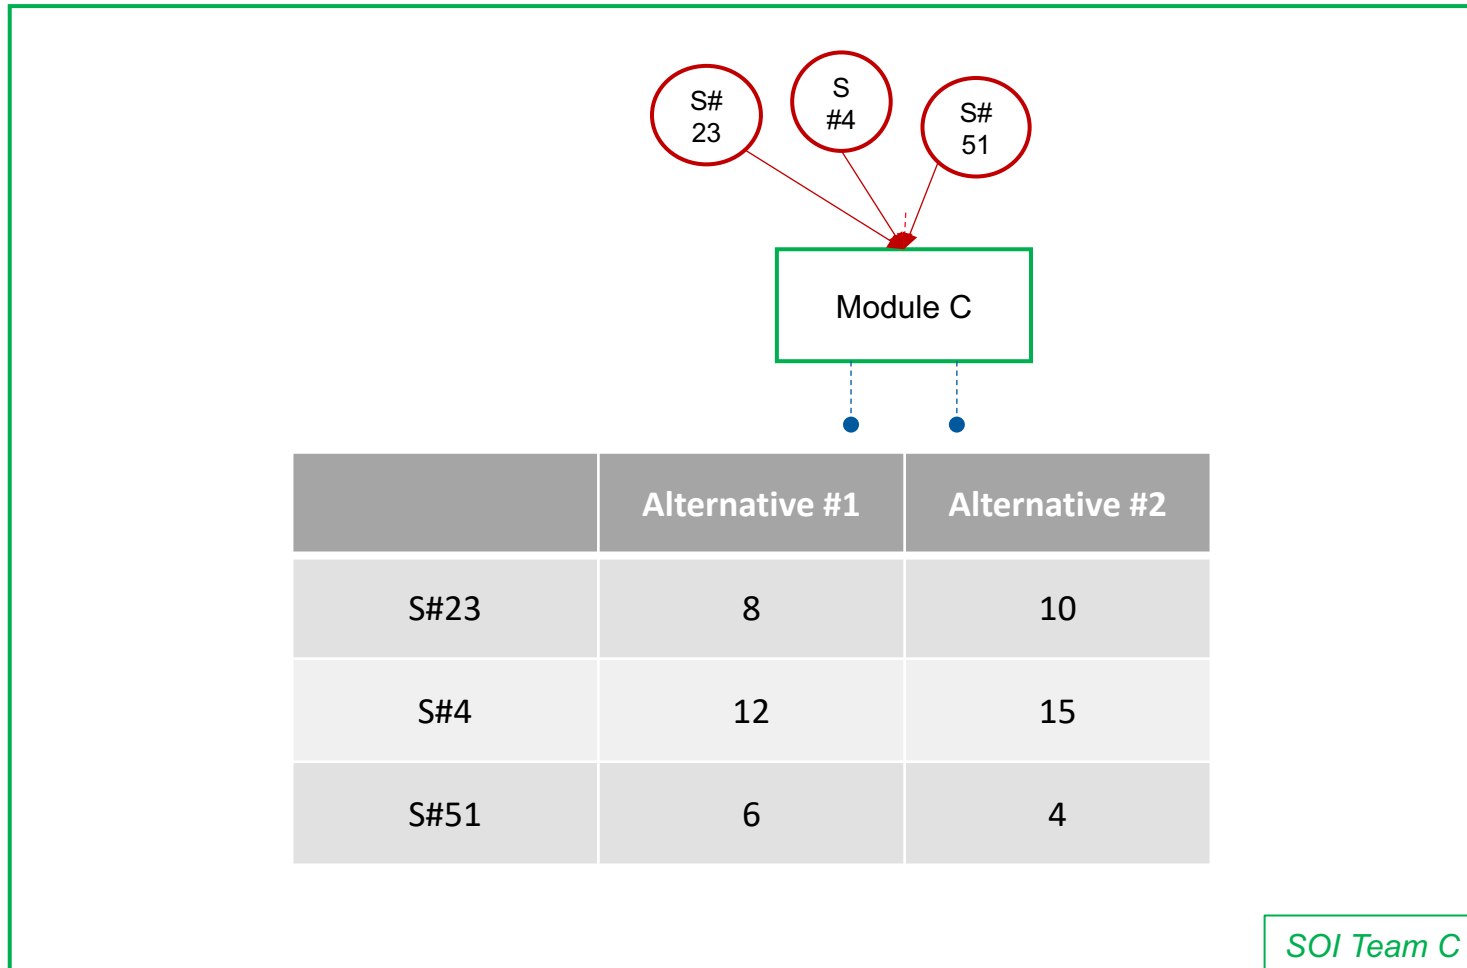 S#
23
S
#4
S#
51
Module C
Alternative #1 Alternative #2
S#23 8 10
S#4 12 15
S#51 6 4
SOI Team C